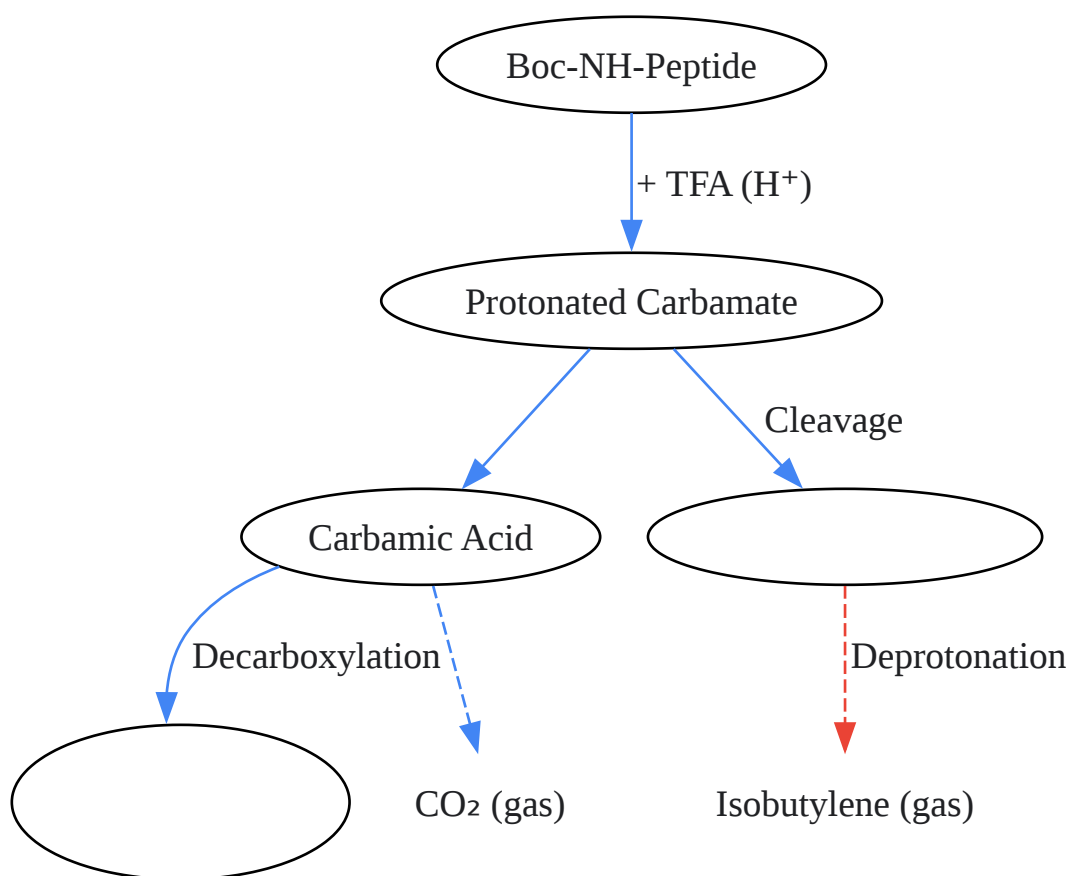 Boc-NH-Peptide
+ TFA (H⁺)
Protonated Carbamate
Cleavage
Carbamic Acid
Decarboxylation
Deprotonation
CO₂ (gas)
Isobutylene (gas)